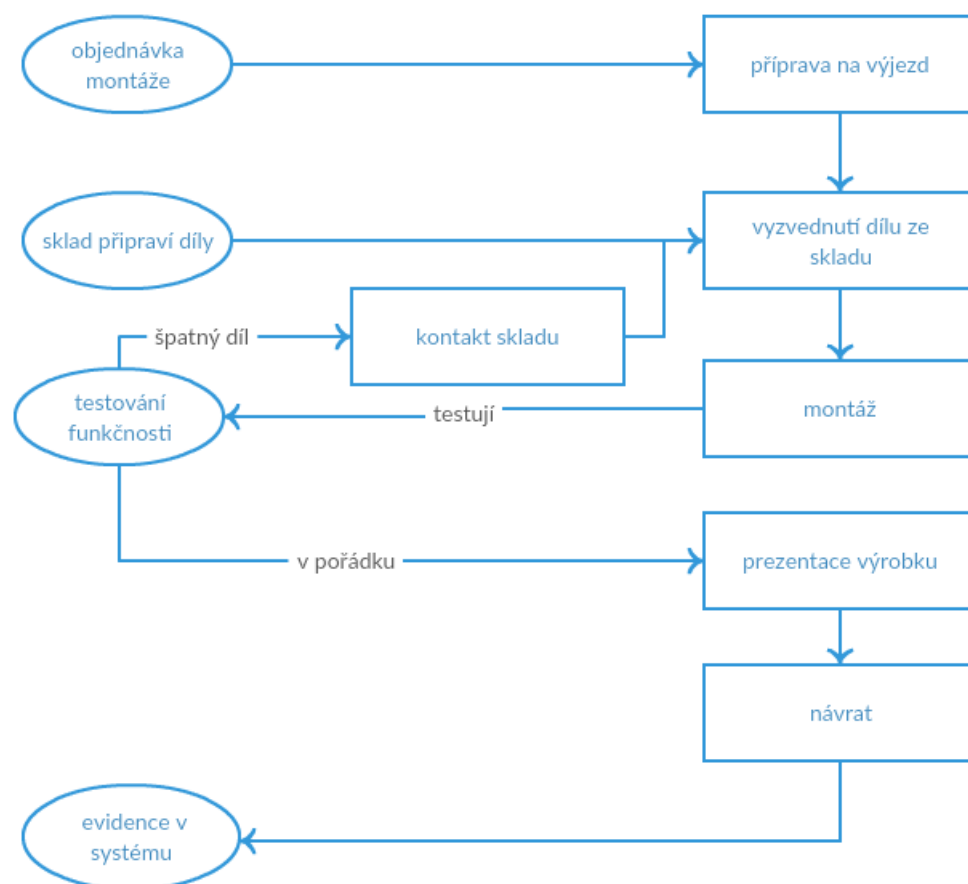 objednávka
montáže
příprava na výjezd
sklad připraví díly
vyzvednutí dílu ze
skladu
špatný díl
kontakt skladu
testování
funkčnosti
testují
montáž
v pořádku
prezentace výrobku
návrat
evidence v
systému